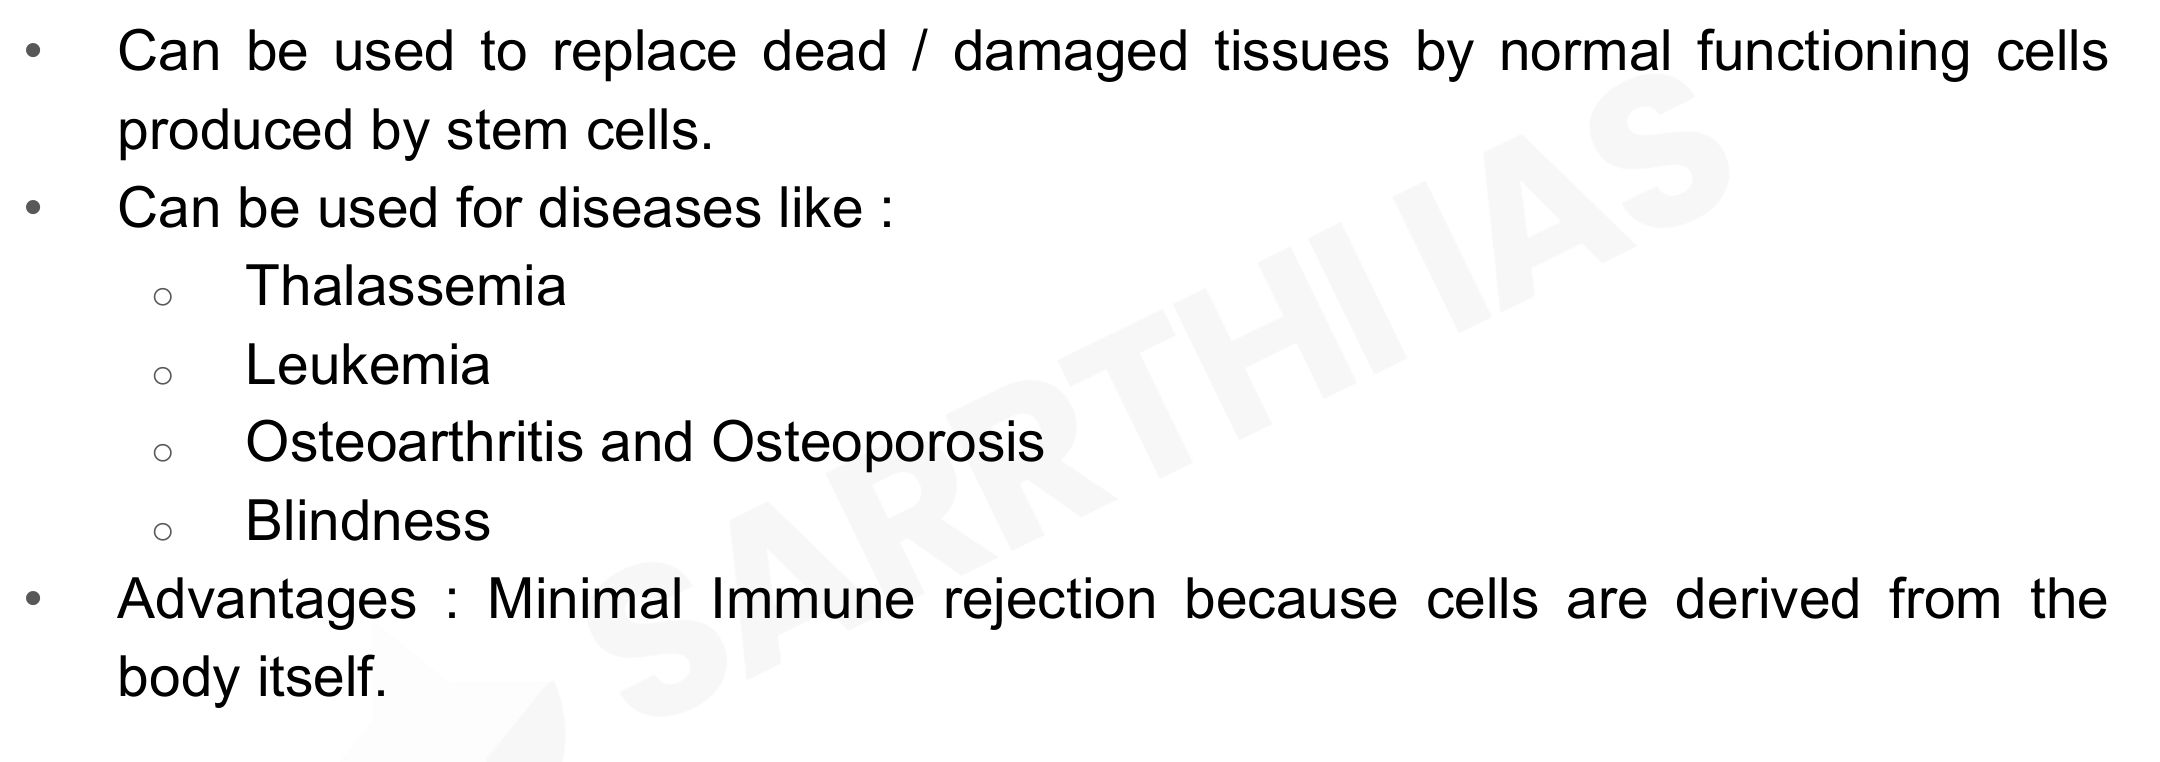 • Can be used to replace dead / damaged tissues by normal functioning cells
produced by stem cells.
• Can be used for diseases like :
○ Thalassemia
○ Leukemia
○ Osteoarthritis and Osteoporosis
○ Blindness
• Advantages : Minimal Immune rejection because cells are derived from the
body itself.
SARRTHI IAS